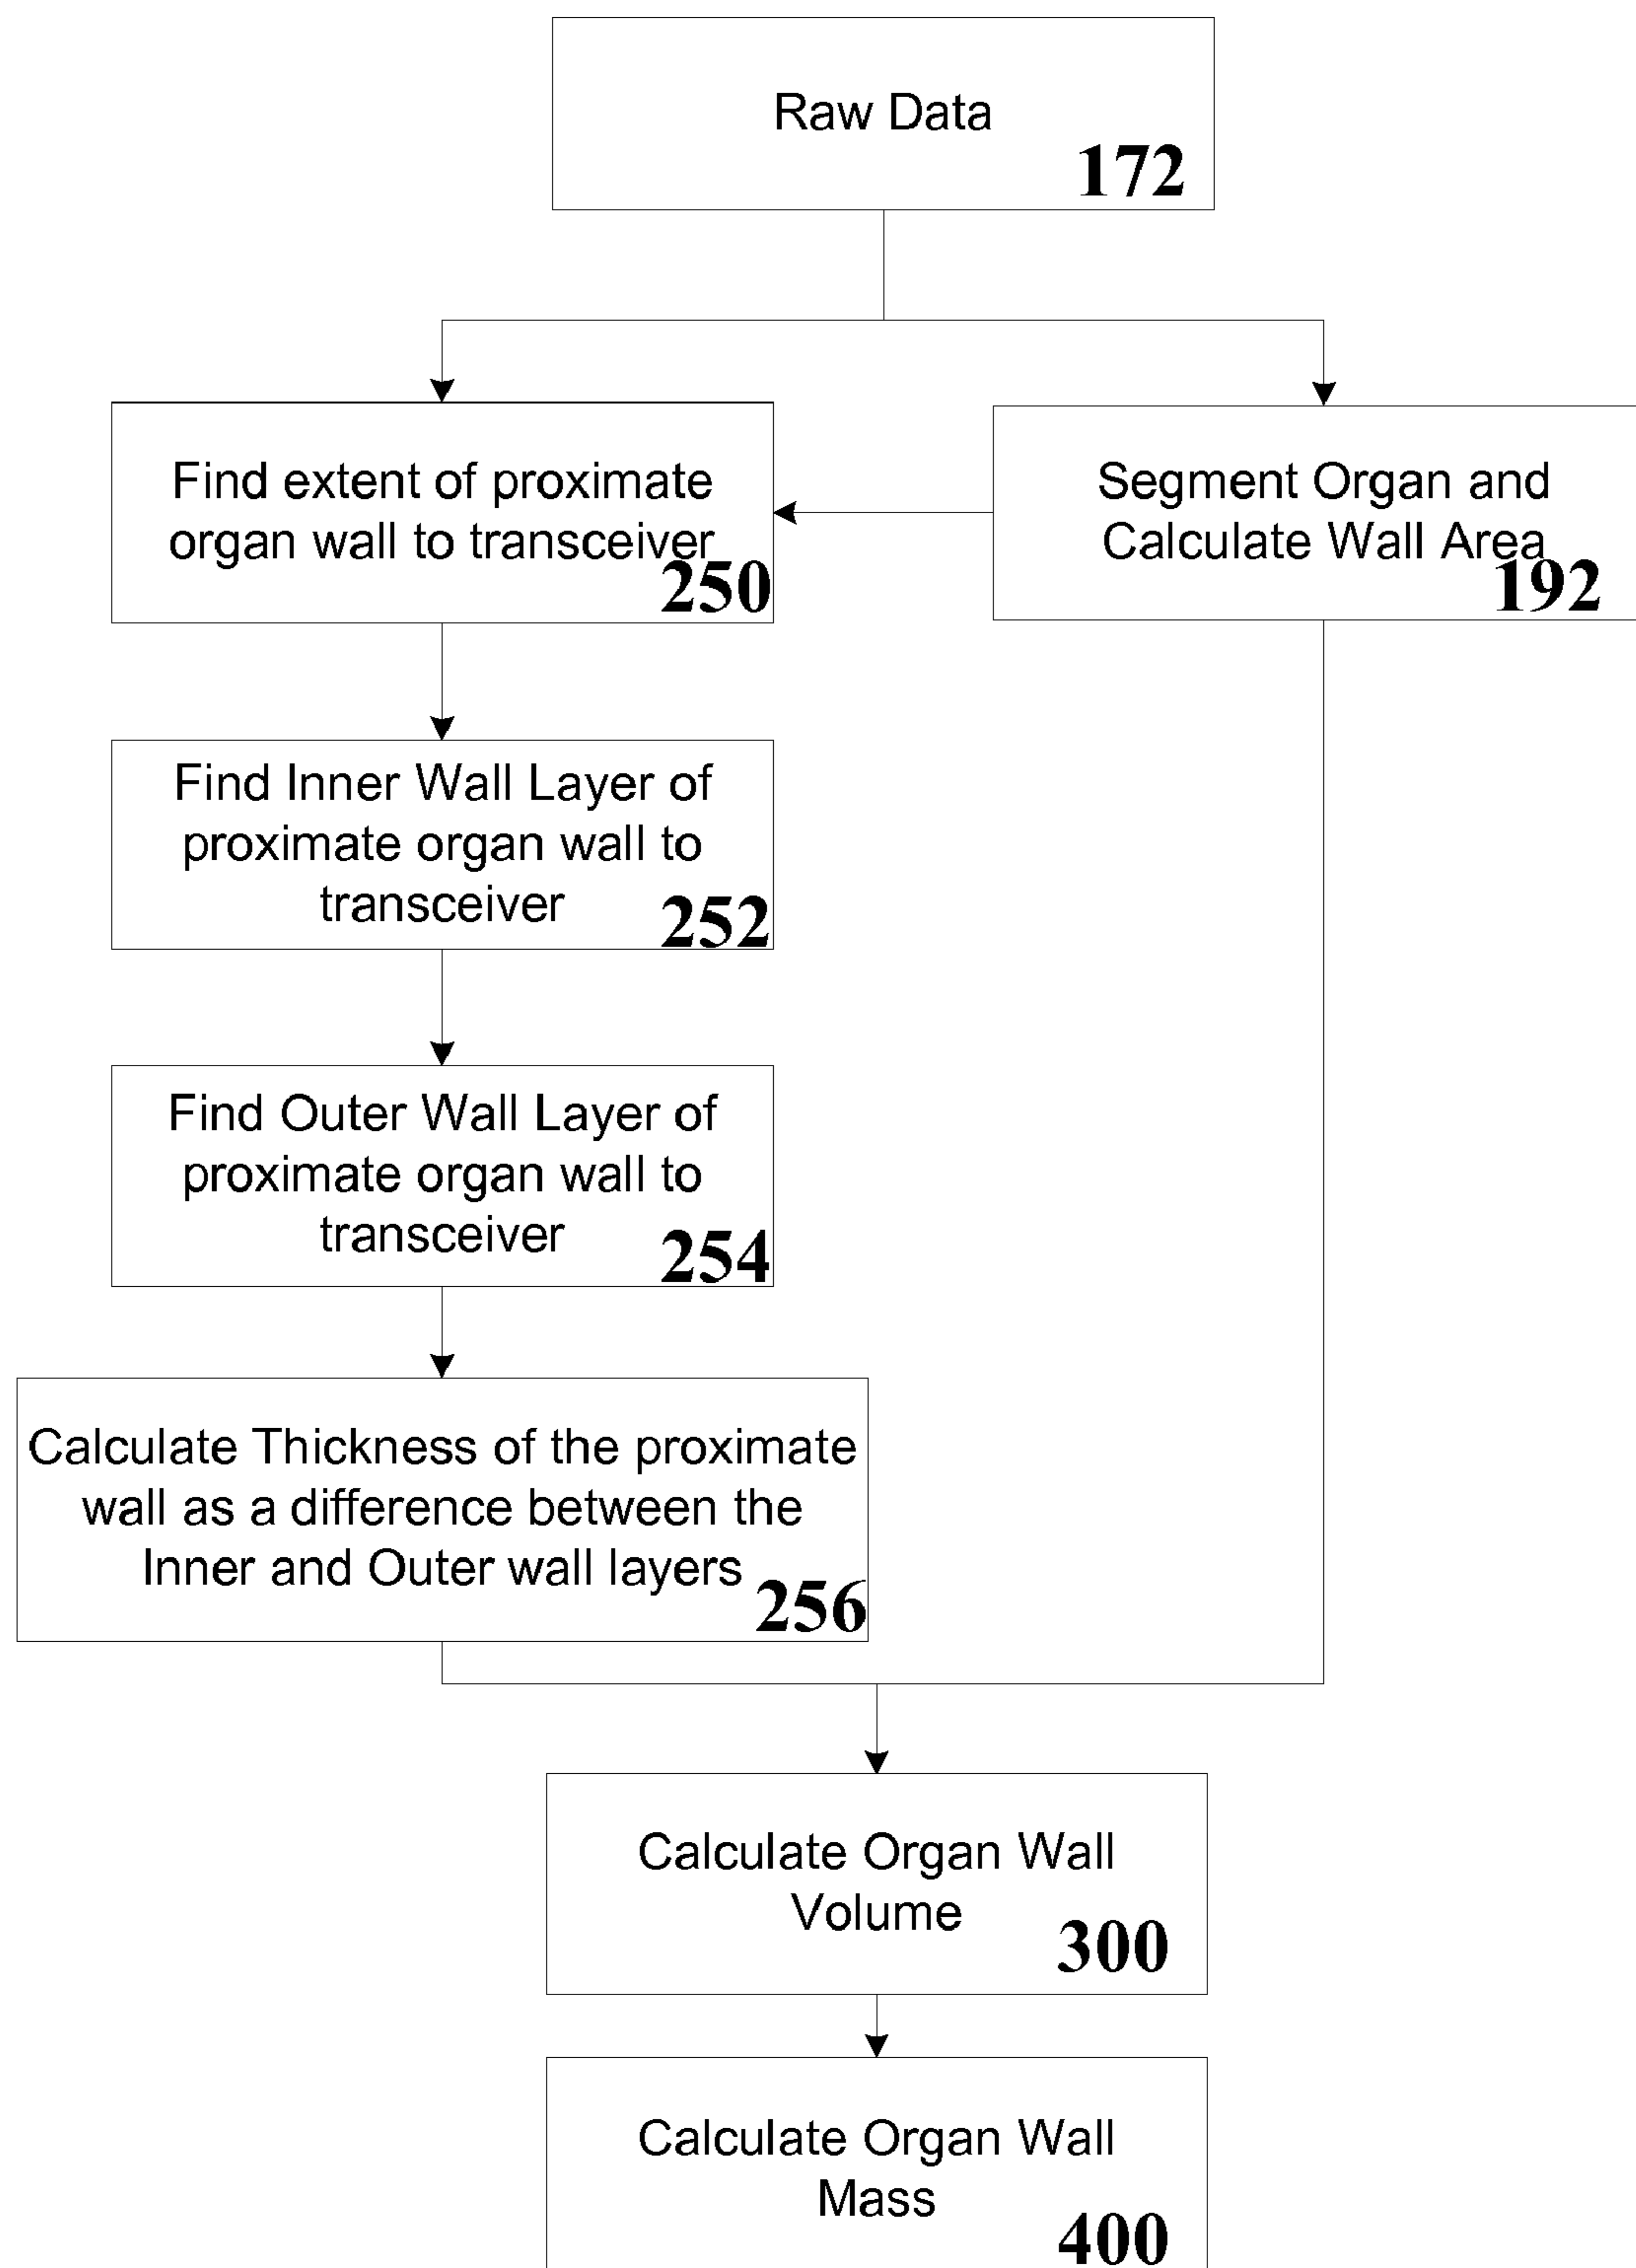 Raw Data
172
Find extent of proximate
organ wall to transceiver
250
Segment Organ and
Calculate Wall Area
192
Find Inner Wall Layer of
proximate organ wall to
transceiver
252
Find Outer Wall Layer of
proximate organ wall to
transceiver
254
Calculate Thickness of the proximate
wall as a difference between the
Inner and Outer wall layers
256
Calculate Organ Wall
Volume
300
Calculate Organ Wall
Mass
400